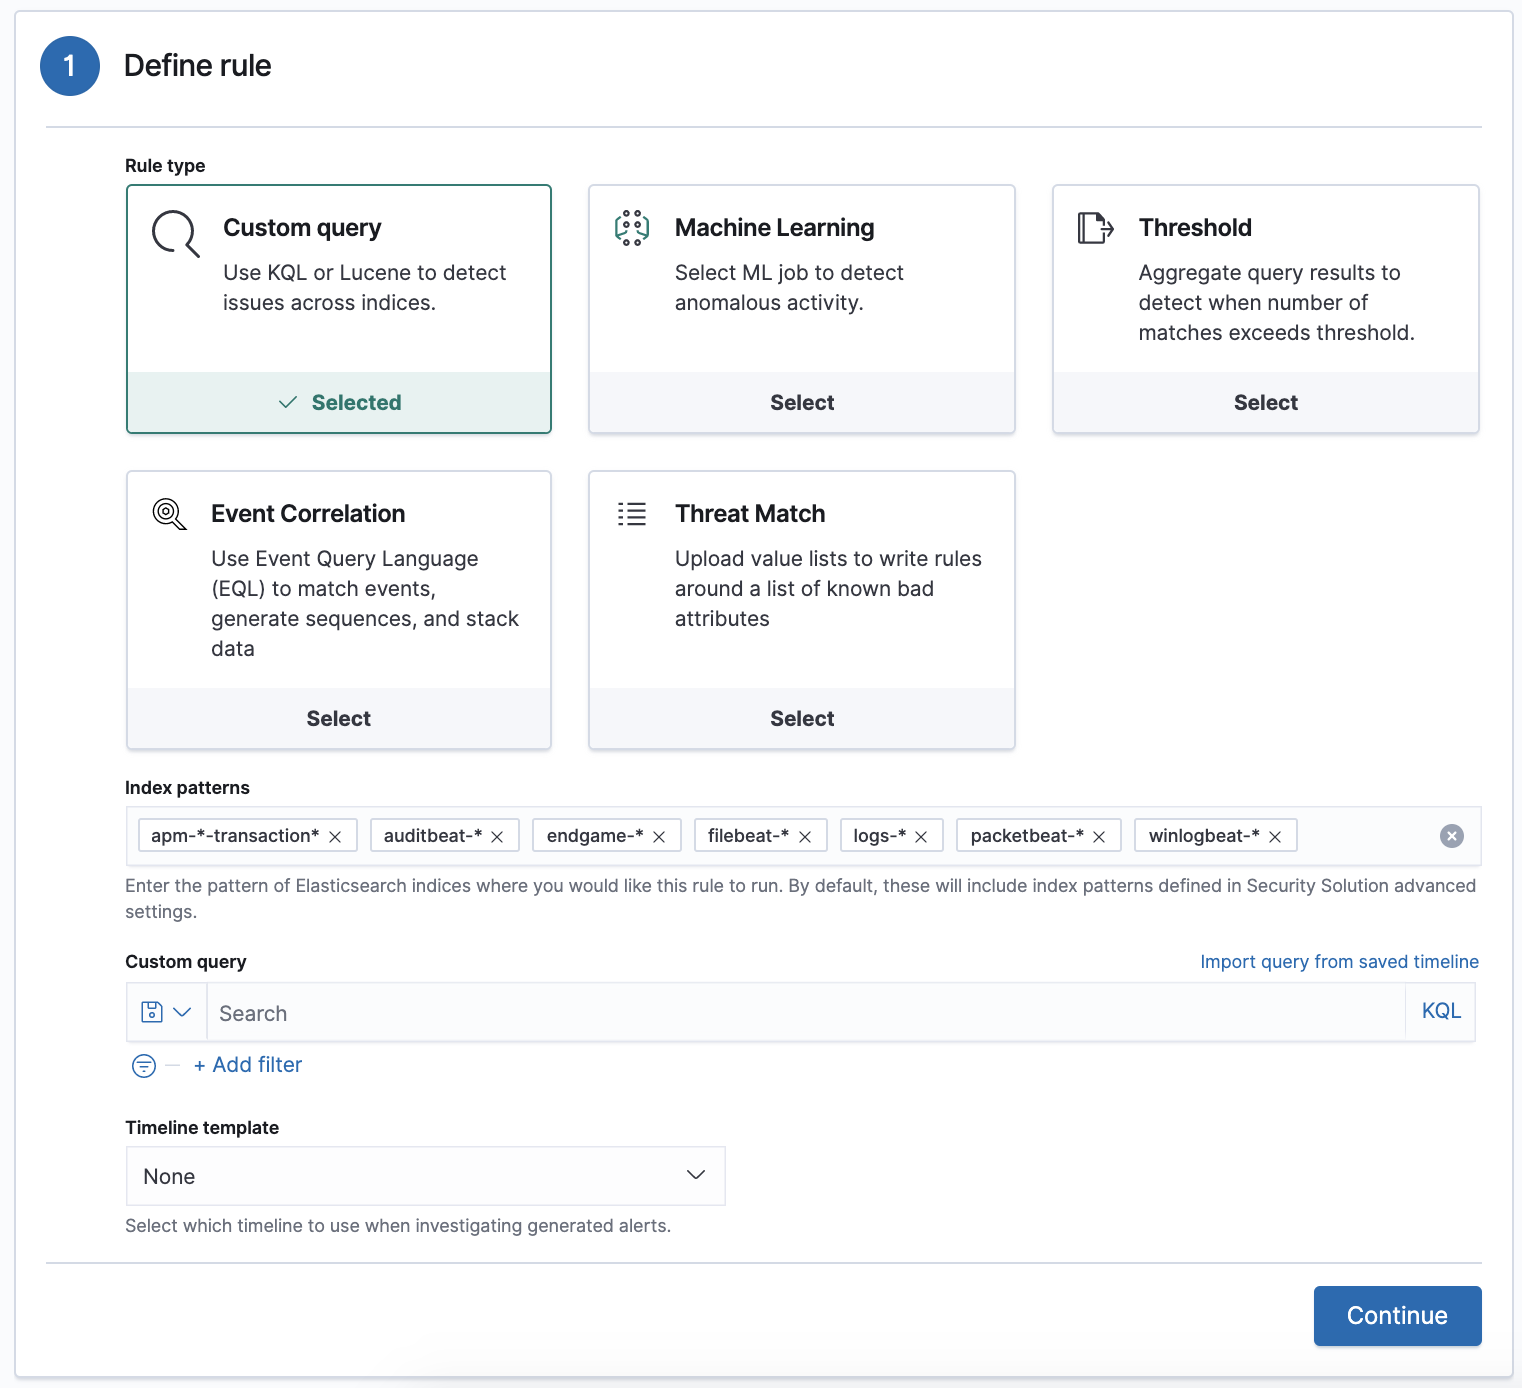 1
Define rule
Rule type
Custom query
Use KQL or Lucene to detect
issues across indices.
Selected
Machine Learning
Select ML job to detect
anomalous activity.
Select
Threshold
Aggregate query results to
detect when number of
matches exceeds threshold.
Select
Event Correlation
Use Event Query Language
(EQL) to match events,
generate sequences, and stack
data
Select
Threat Match
Upload value lists to write rules
around a list of known bad
attributes
Select
Index patterns
apm-*-transaction* auditbeat-* endgame-* filebeat-* logs-* packetbeat-* winlogbeat-*
Enter the pattern of Elasticsearch indices where you would like this rule to run. By default, these will include index patterns defined in Security Solution advanced
settings.
Custom query
Import query from saved timeline
Search
KQL
+ Add filter
Timeline template
None
Select which timeline to use when investigating generated alerts.
Continue